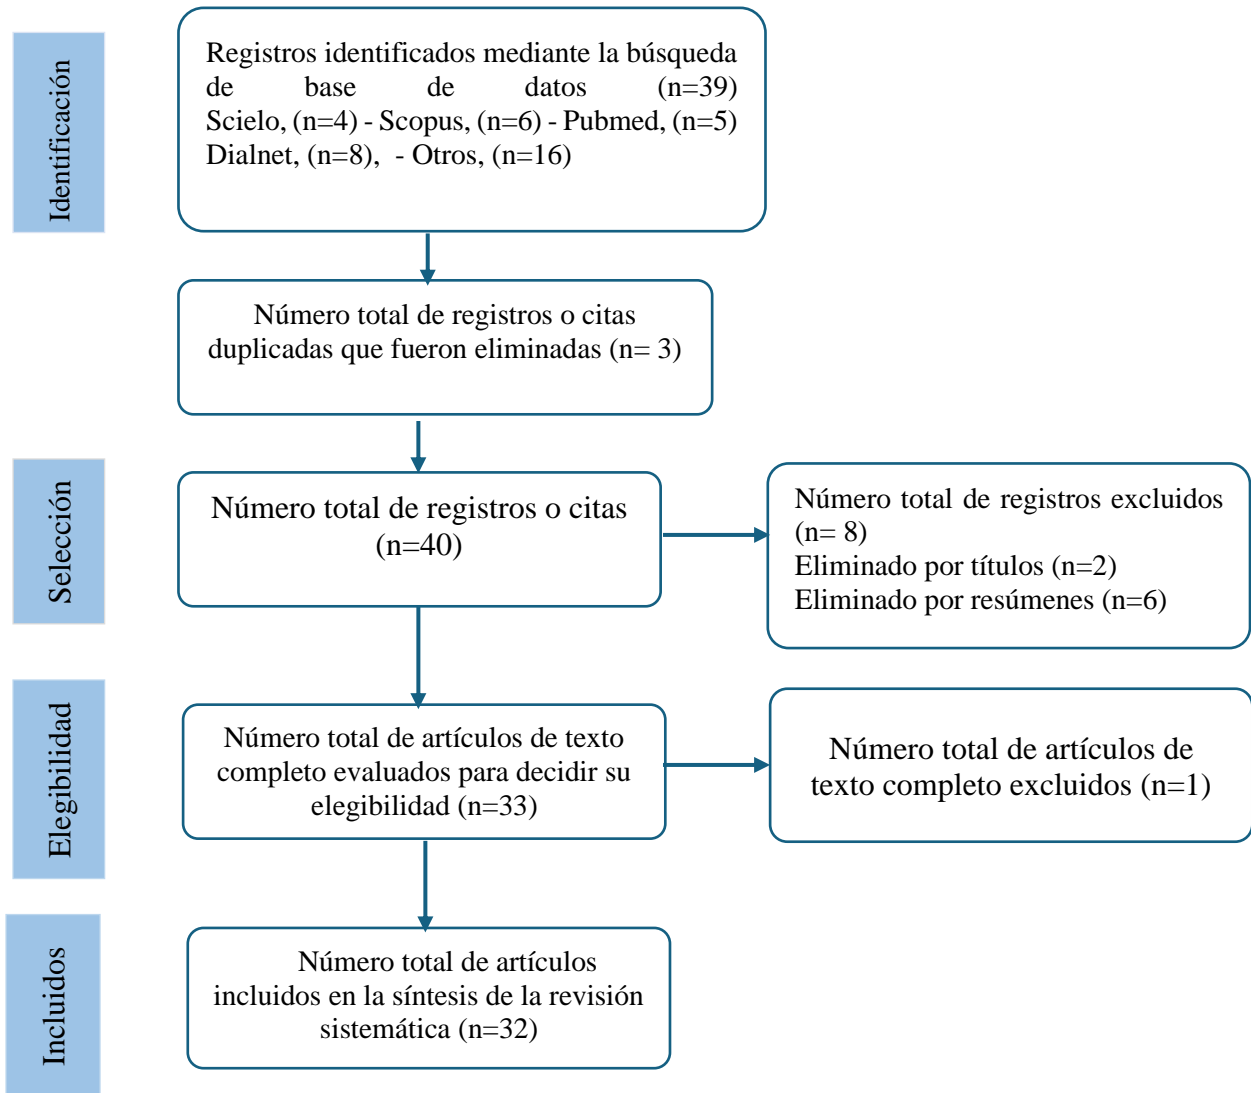 Identificación
Registros identificados mediante la búsqueda
de base de datos (n=39)
Scielo, (n=4) - Scopus, (n=6) - Pubmed, (n=5)
Dialnet, (n=8), - Otros, (n=16)
Número total de registros o citas
duplicadas que fueron eliminadas (n= 3)
Selección
Número total de registros o citas
(n=40)
Número total de registros excluidos
(n= 8)
Eliminado por títulos (n=2)
Eliminado por resúmenes (n=6)
Elegibilidad
Número total de artículos de texto
completo evaluados para decidir su
elegibilidad (n=33)
Número total de artículos de
texto completo excluidos (n=1)
Incluidos
Número total de artículos
incluidos en la síntesis de la revisión
sistemática (n=32)